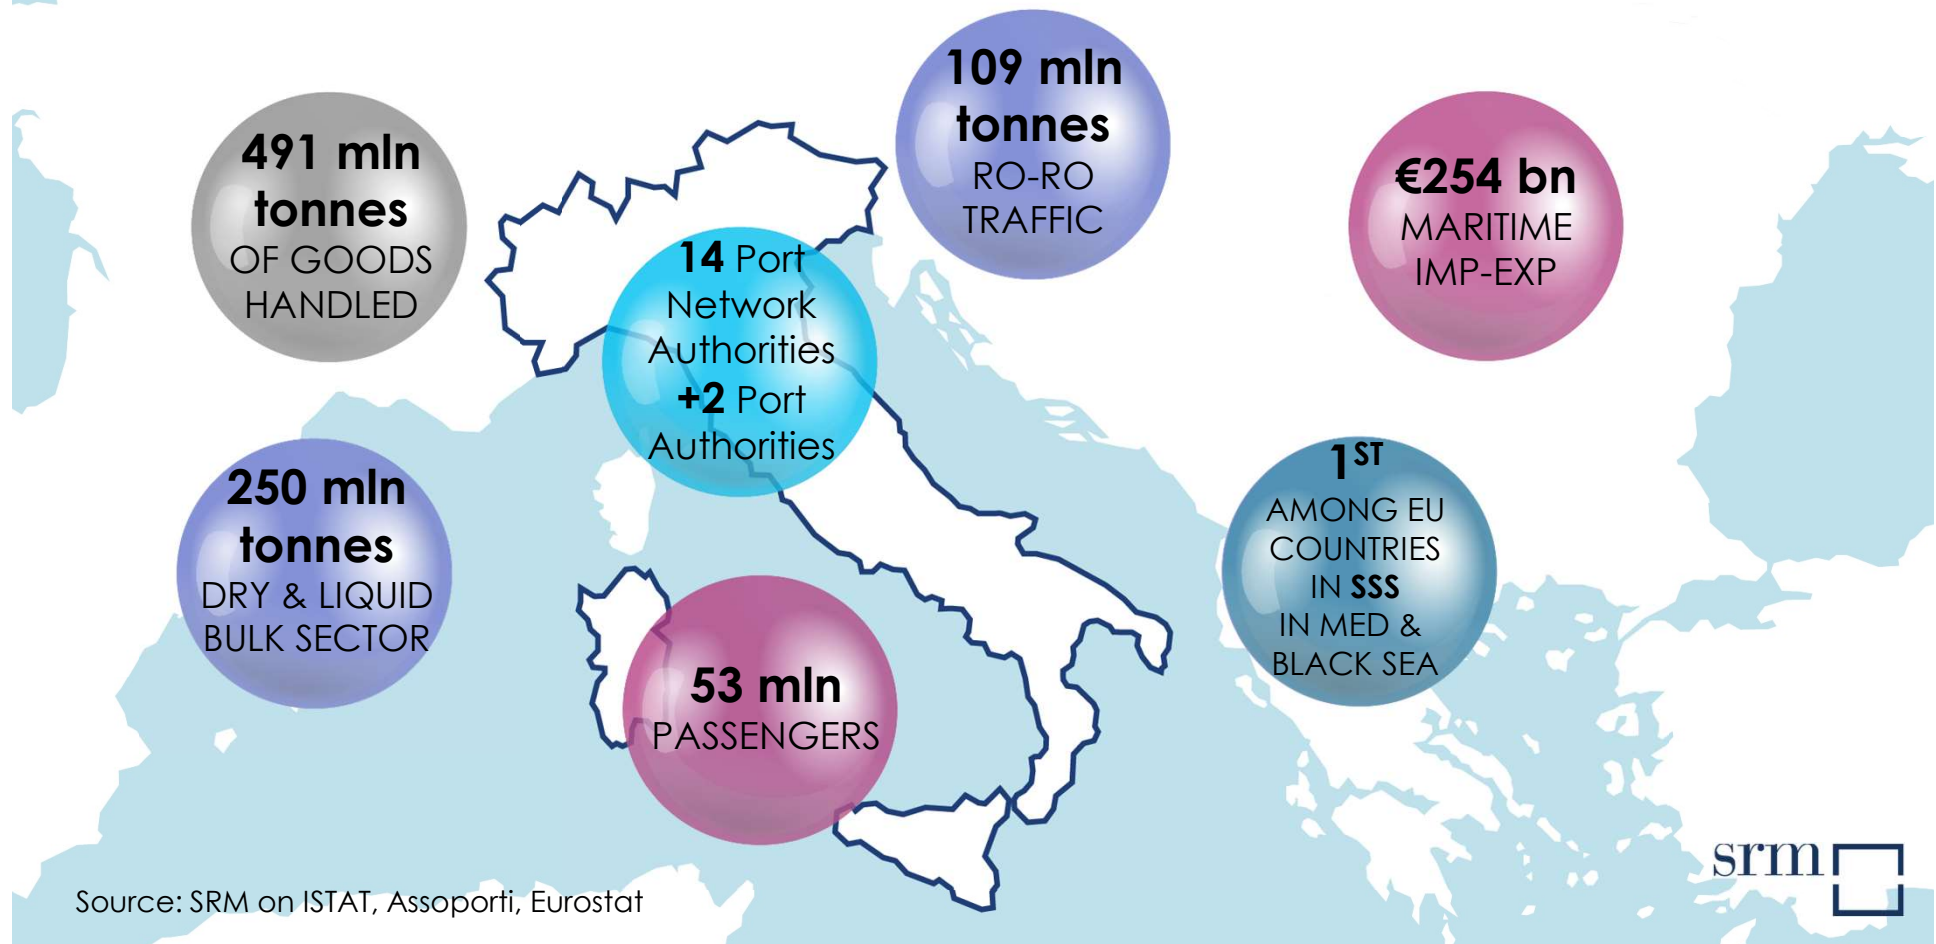 491 mln
tonnes
OF GOODS
HANDLED
109 mln
tonnes
RO-RO
TRAFFIC
€254 bn
MARITIME
IMP-EXP
14 Port
Network
Authorities
+2 Port
Authorities
250 mln
tonnes
DRY & LIQUID
BULK SECTOR
1ST
AMONG EU
COUNTRIES
IN SSS
IN MED &
BLACK SEA
53 mln
PASSENGERS
srm
Source: SRM on ISTAT, Assoporti, Eurostat